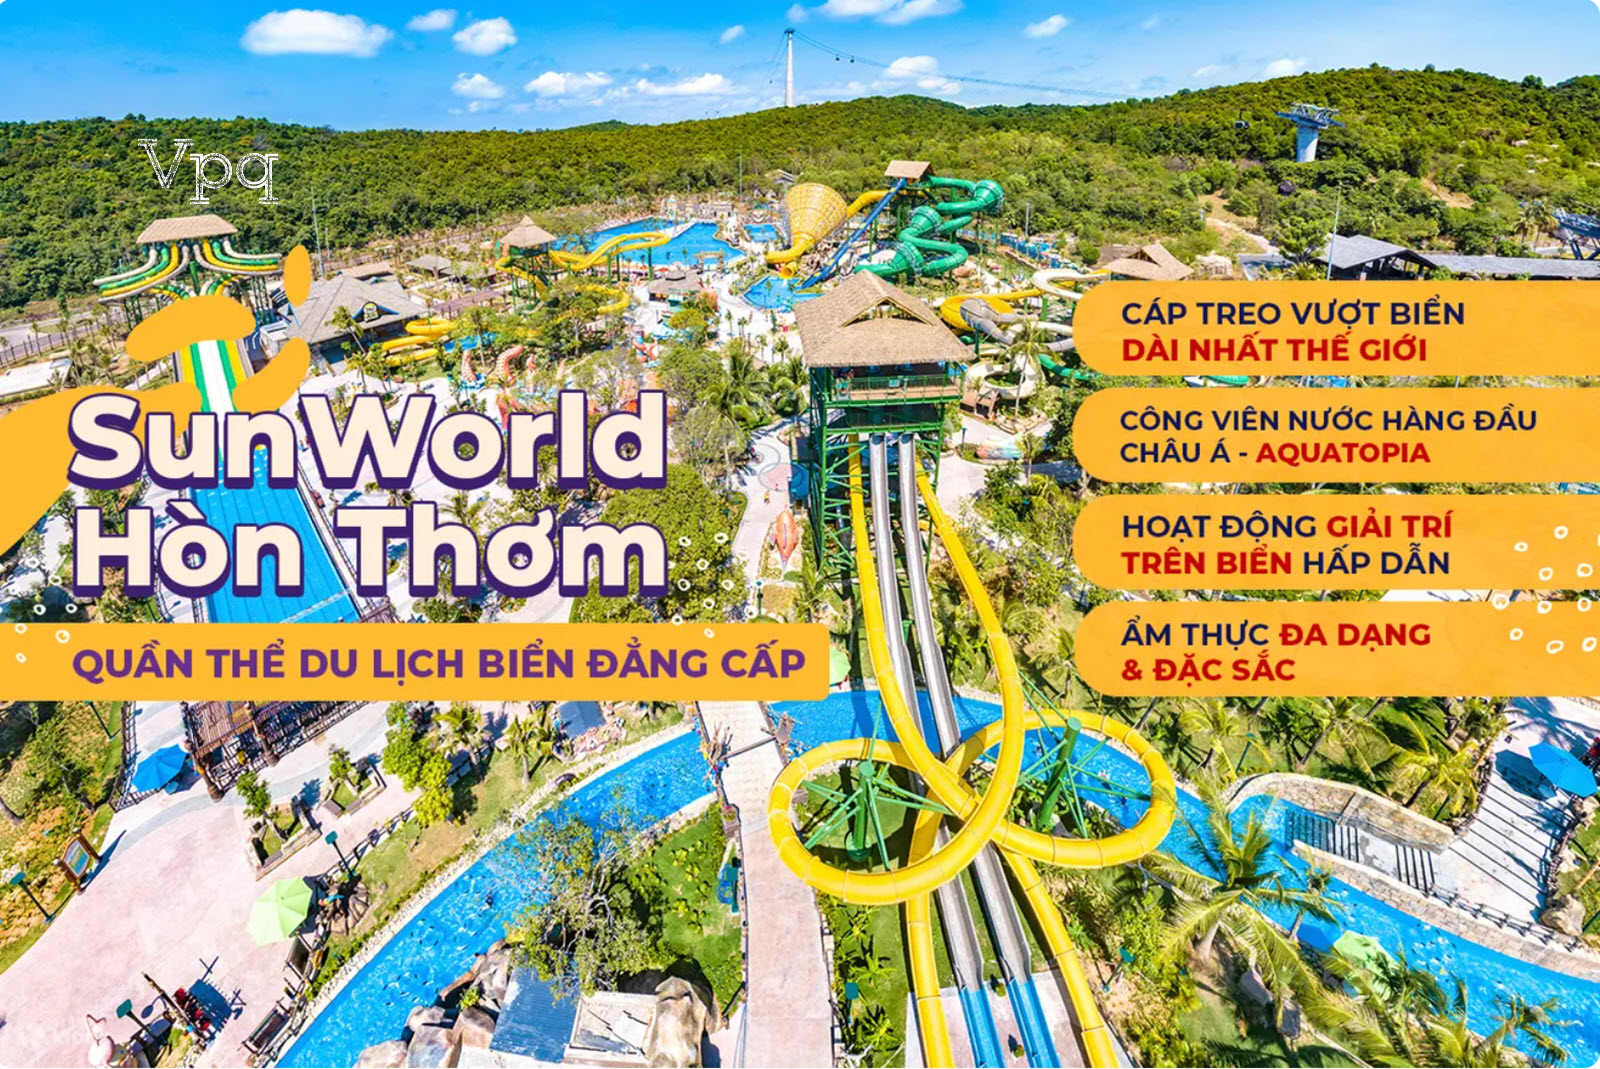 Vpq
SunWorld
Hòn Thơm
QUẦN THỂ DU LỊCH BIỂN ĐẲNG CẤP
CÁP TREO VƯỢT BIỂN
DÀI NHẤT THẾ GIỚI
CÔNG VIÊN NƯỚC HÀNG ĐẦU
CHÂU Á - AQUATOPIA
HOẠT ĐỘNG GIẢI TRÍ
TRÊN BIỂN HẤP DẪN
ẨM THỰC ĐA DẠNG
& ĐẶC SẮC